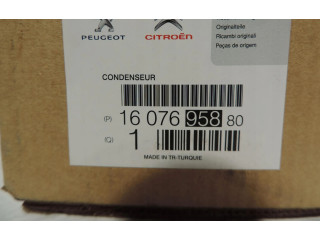 PEUGEOT CITROËN
Originalteile
Ricambi originali
Peças de origem
CONDENSEUR
(P) 16 076 958 80
(Q) 1
MADE IN TR-TURQUIE